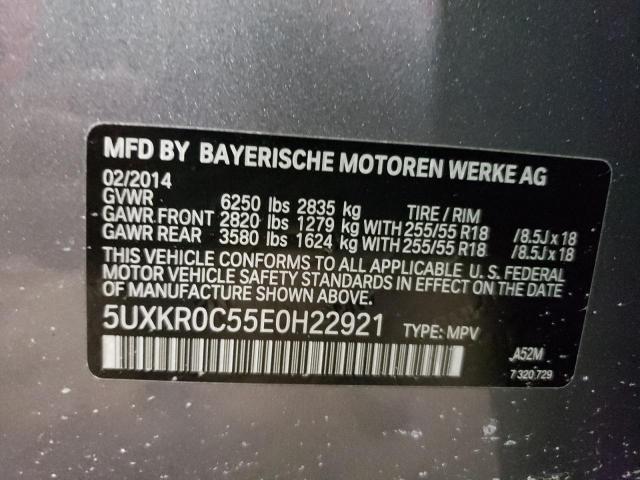 MFD BY BAYERISCHE MOTOREN WERKE AG
02/2014
GVWR 6250 lbs 2835 kg TIRE / RIM
GAWR FRONT 2820 lbs 1279 kg WITH 255/55 R18 /8.5J x 18
GAWR REAR 3580 lbs 1624 kg WITH 255/55 R18 /8.5J x 18
THIS VEHICLE CONFORMS TO ALL APPLICABLE U.S. FEDERAL
MOTOR VEHICLE SAFETY STANDARDS IN EFFECT ON THE DATE
OF MANUFACTURE SHOWN ABOVE.
5UXKR0C55E0H22921 TYPE: MPV
A52M
7 320 729